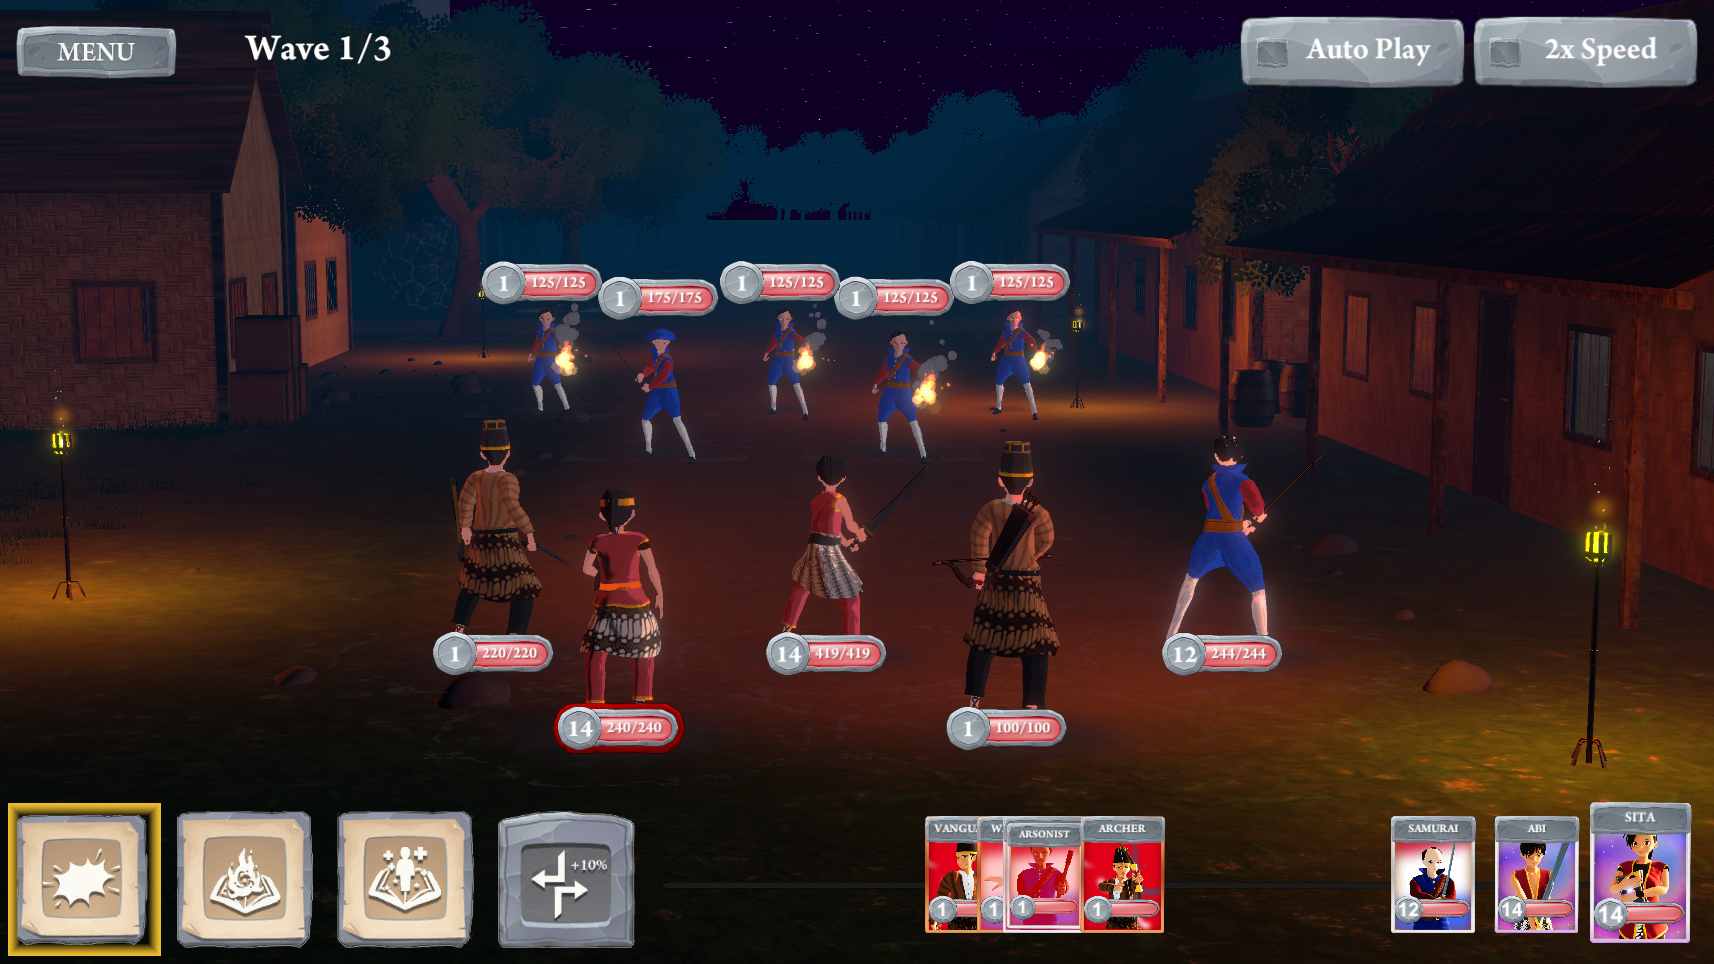 MENU
Wave 1/3
Auto Play
2x Speed
1 125/125
1 175/175
1 125/125
1 125/125
1 125/125
1 220/220
14 419/419
12 244/244
14 240/240
1 100/100
+10%
VANGU
W
ARSONIST
ARCHER
SAMURAI
ABI
SITA
1
1
1
1
12
14
14